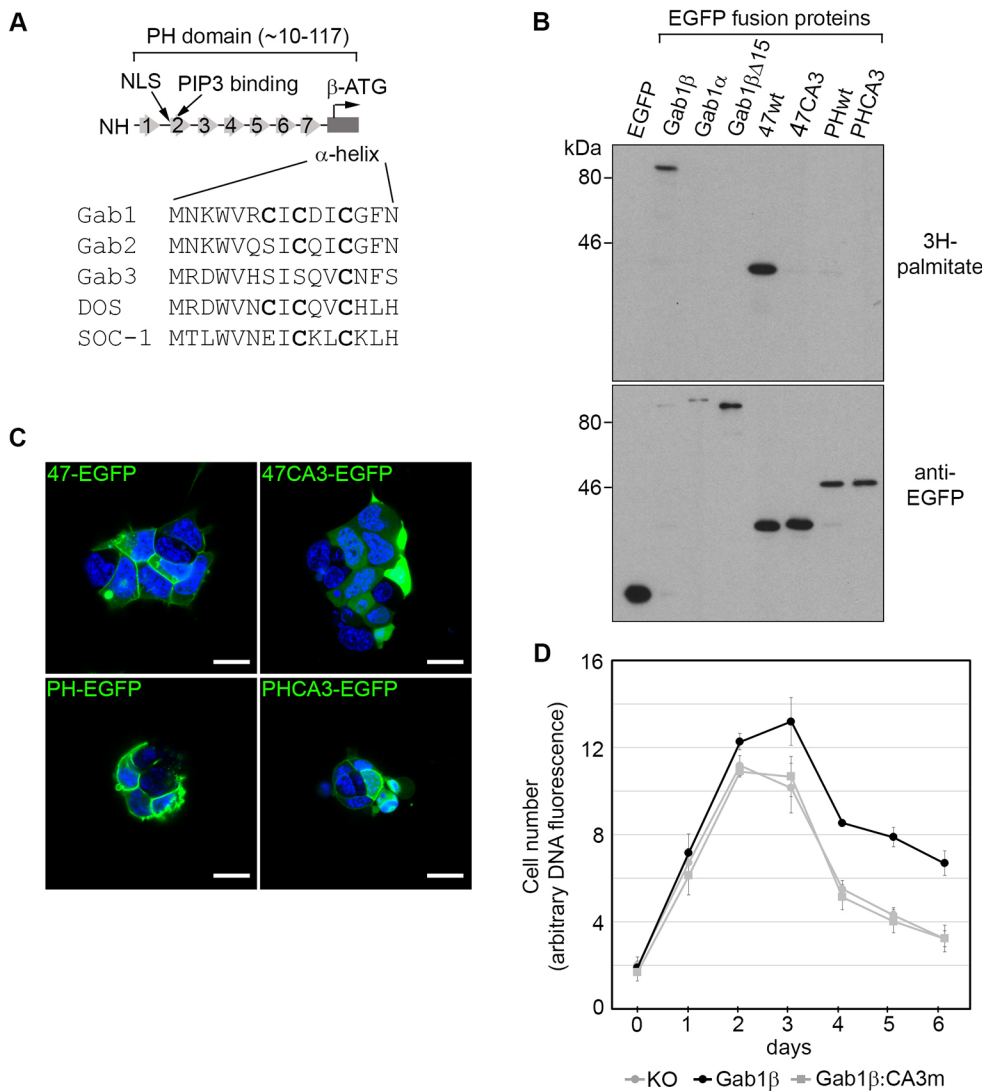 A
PH domain (~10-117)
NLS
PIP3 binding
β-ATG
NH
1 2 3 4 5 6 7
α-helix
Gab1 MNKWVRCICDICGFN
Gab2 MNKWVQSICQICGFN
Gab3 MRDWVHSISQVCNFS
DOS MRDWVNCICQVCHLH
SOC-1 MTLWVNEICKLCKLH
B
EGFP fusion proteins
EGFP
Gab1β
Gab1α
Gab1βΔ15
47wt
47CA3
PHwt
PHCA3
kDa
80
46
3H-
palmitate
80
46
anti-
EGFP
C
47-EGFP
47CA3-EGFP
PH-EGFP
PHCA3-EGFP
D
Cell number
(arbitrary DNA fluorescence)
16
12
8
4
0
0 1 2 3 4 5 6
days
KO Gab1β Gab1β:CA3m